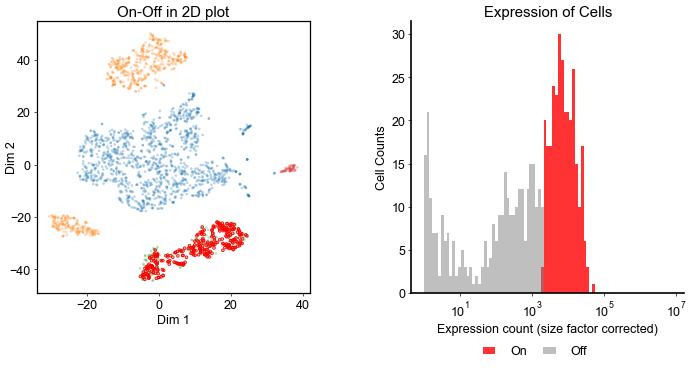 On-Off in 2D plot
Dim 2
40
20
0
−20
−40
−20
0
20
40
Dim 1
Expression of Cells
Cell Counts
30
25
20
15
10
5
0
10^1
10^3
10^5
10^7
Expression count (size factor corrected)
On
Off